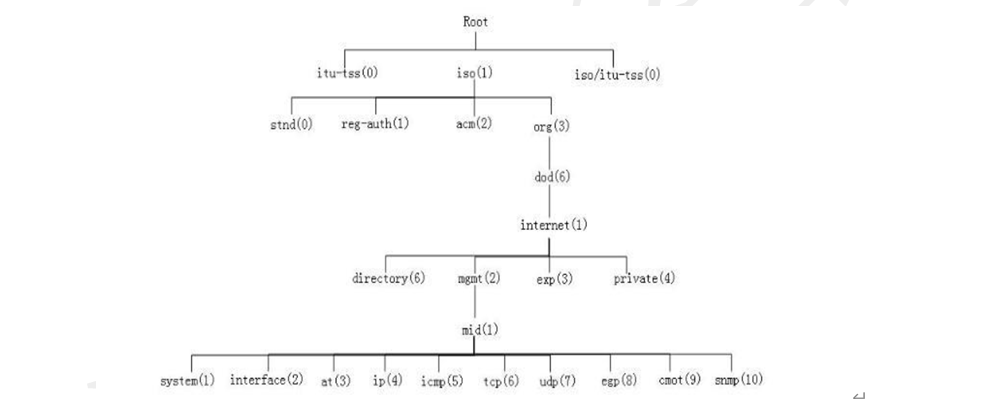 Root
itu-tss(0) iso(1) iso/itu-tss(0)
stnd(0) reg-auth(1) acm(2) org(3)
dod(6)
internet(1)
directory(6) mgmt(2) exp(3) private(4)
mid(1)
system(1) interface(2) at(3) ip(4) icmp(5) tcp(6) udp(7) egp(8) cmot(9) snmp(10)